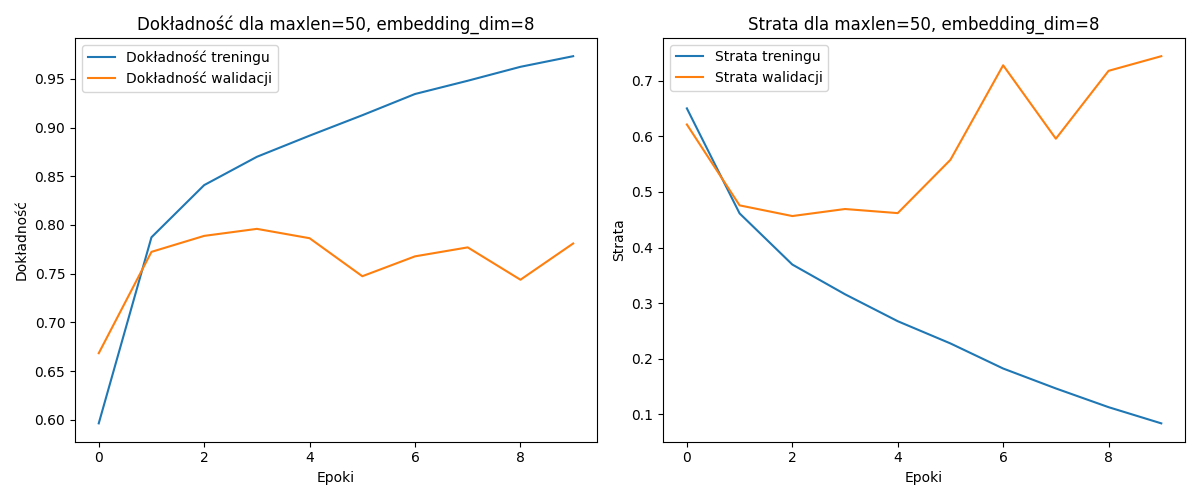 Dokładność dla maxlen=50, embedding_dim=8
Dokładność treningu
Dokładność walidacji
0.95
0.90
0.85
0.80
0.75
0.70
0.65
0.60
Dokładność
0 2 4 6 8
Epoki
Strata dla maxlen=50, embedding_dim=8
Strata treningu
Strata walidacji
0.7
0.6
0.5
0.4
0.3
0.2
0.1
Strata
0 2 4 6 8
Epoki